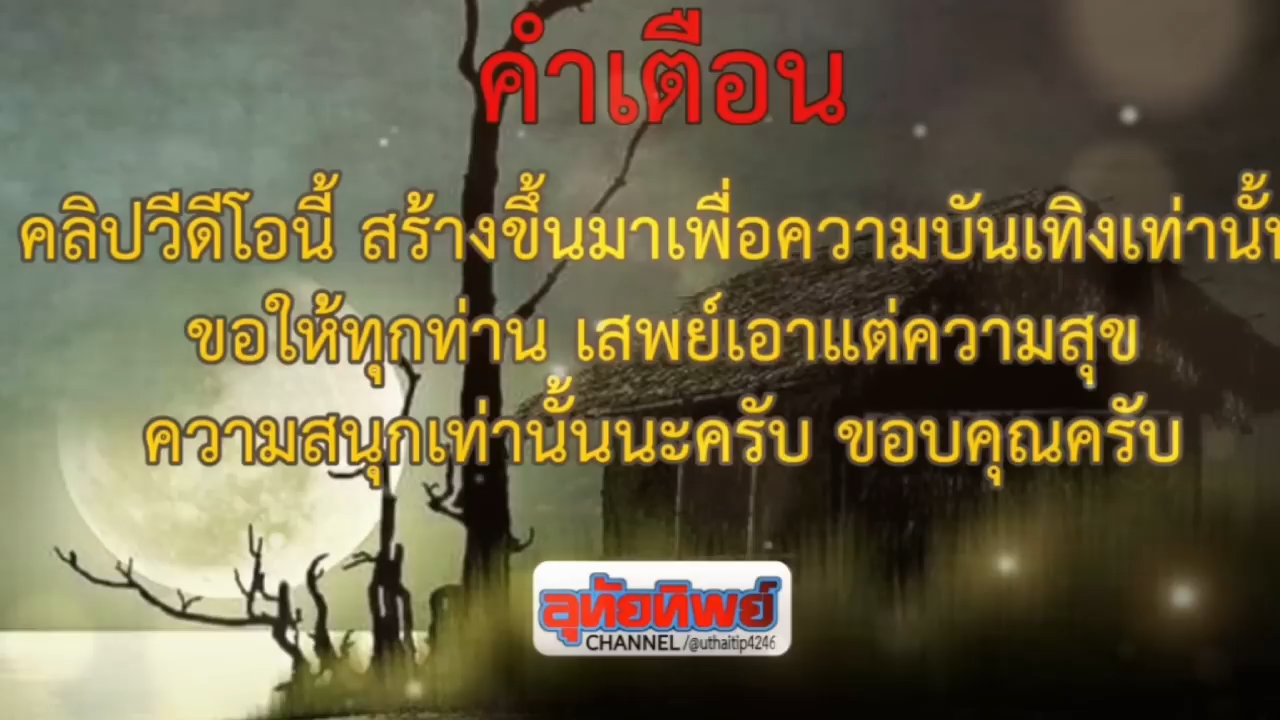 คำเตือน
คลิปวีดีโอนี้ สร้างขึ้นมาเพื่อความบันเทิงเท่านั้น
ขอให้ทุกท่าน เสพย์เอาแต่ความสุข
ความสนุกเท่านั้นนะครับ ขอบคุณครับ
อุทัยทิพย์
CHANNEL/@uthaitip4246